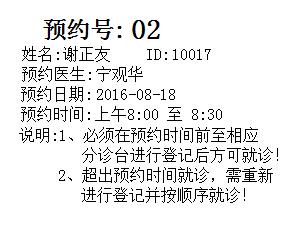 预约号:02
姓名:谢正友 ID:10017
预约医生:宁观华
预约日期:2016-08-18
预约时间:上午8:00 至 8:30
说明:1、必须在预约时间前至相应
分诊台进行登记后方可就诊!
2、超出预约时间就诊，需重新
进行登记并按顺序就诊!